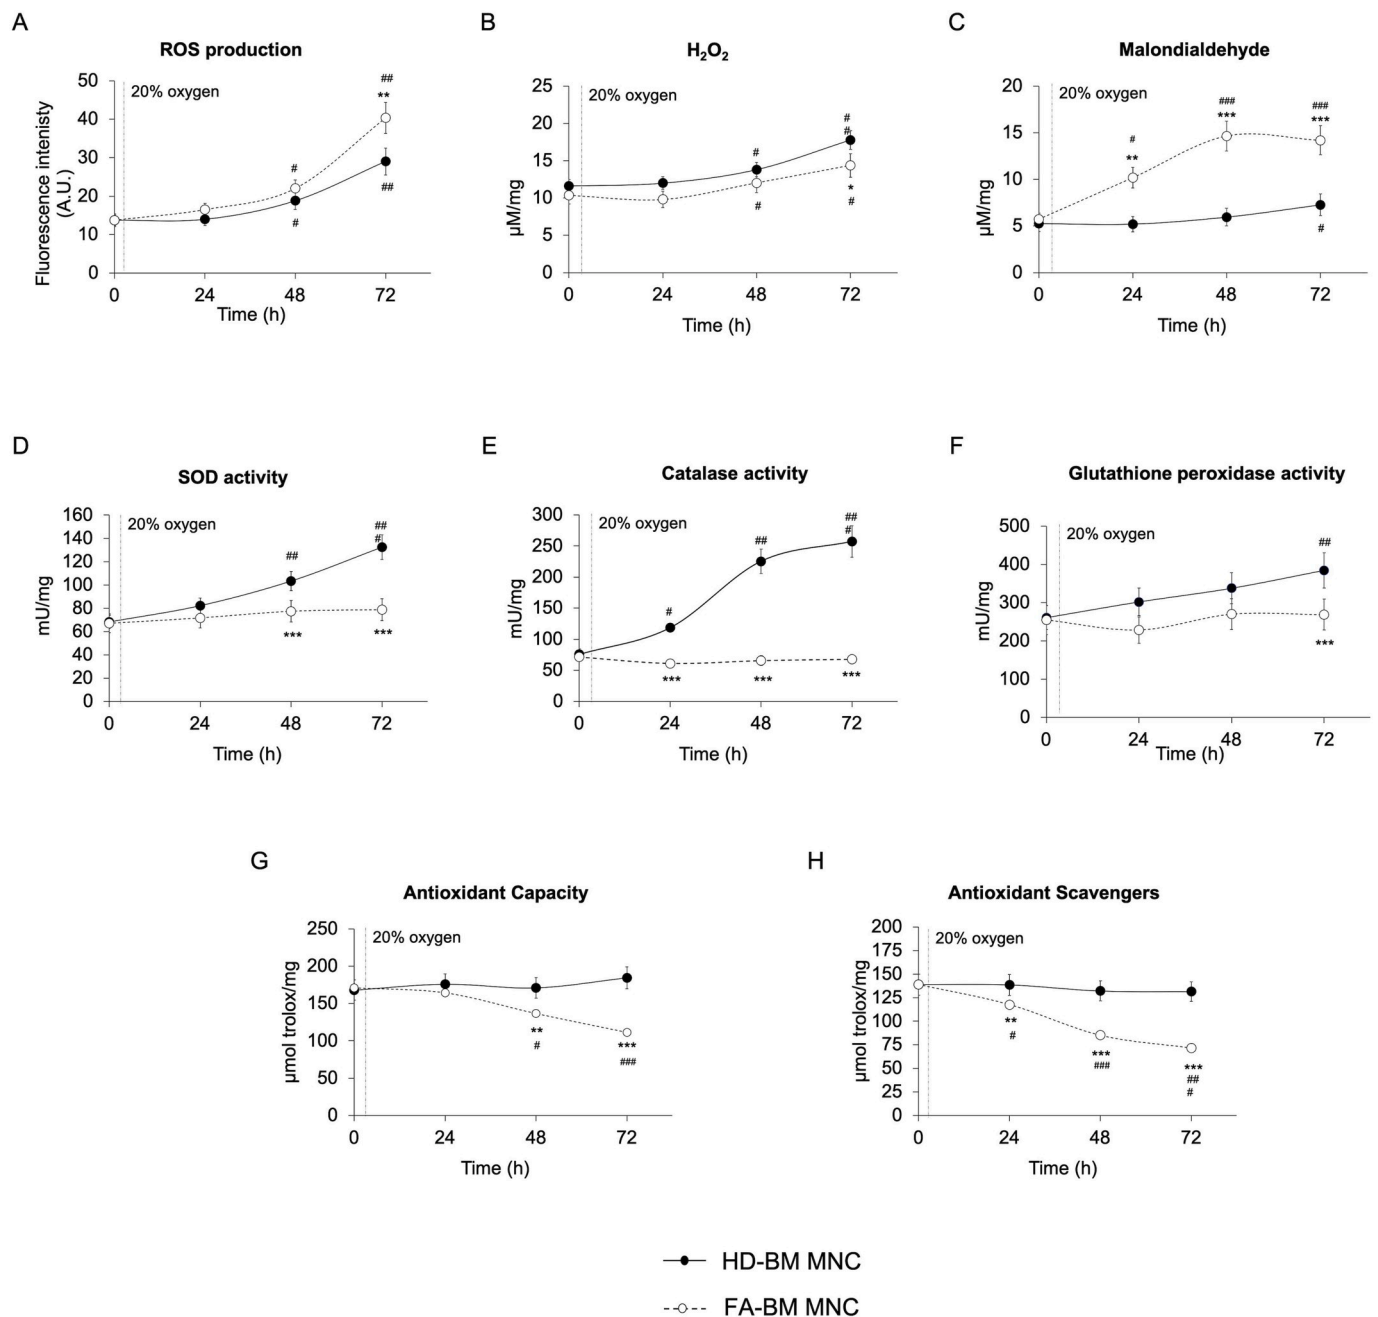 A
ROS production
Fluorescence intenisty
(A.U.)
50
40
30
20
10
0
20% oxygen
#
#
##
**
##
0 24 48 72
Time (h)
B
H₂O₂
µM/mg
25
20
15
10
5
0
20% oxygen
#
#
#
#
*
#
0 24 48 72
Time (h)
C
Malondialdehyde
µM/mg
20
15
10
5
0
20% oxygen
#
**
###
***
###
***
#
0 24 48 72
Time (h)
D
SOD activity
mU/mg
160
140
120
100
80
60
40
20
0
20% oxygen
##
***
##
#
***
0 24 48 72
Time (h)
E
Catalase activity
mU/mg
300
250
200
150
100
50
0
20% oxygen
#
***
##
***
##
#
***
0 24 48 72
Time (h)
F
Glutathione peroxidase activity
mU/mg
500
400
300
200
100
0
20% oxygen
##
***
0 24 48 72
Time (h)
G
Antioxidant Capacity
µmol trolox/mg
250
200
150
100
50
0
20% oxygen
**
#
***
###
0 24 48 72
Time (h)
H
Antioxidant Scavengers
µmol trolox/mg
200
175
150
125
100
75
50
25
0
20% oxygen
**
#
***
###
***
##
#
0 24 48 72
Time (h)
HD-BM MNC
FA-BM MNC